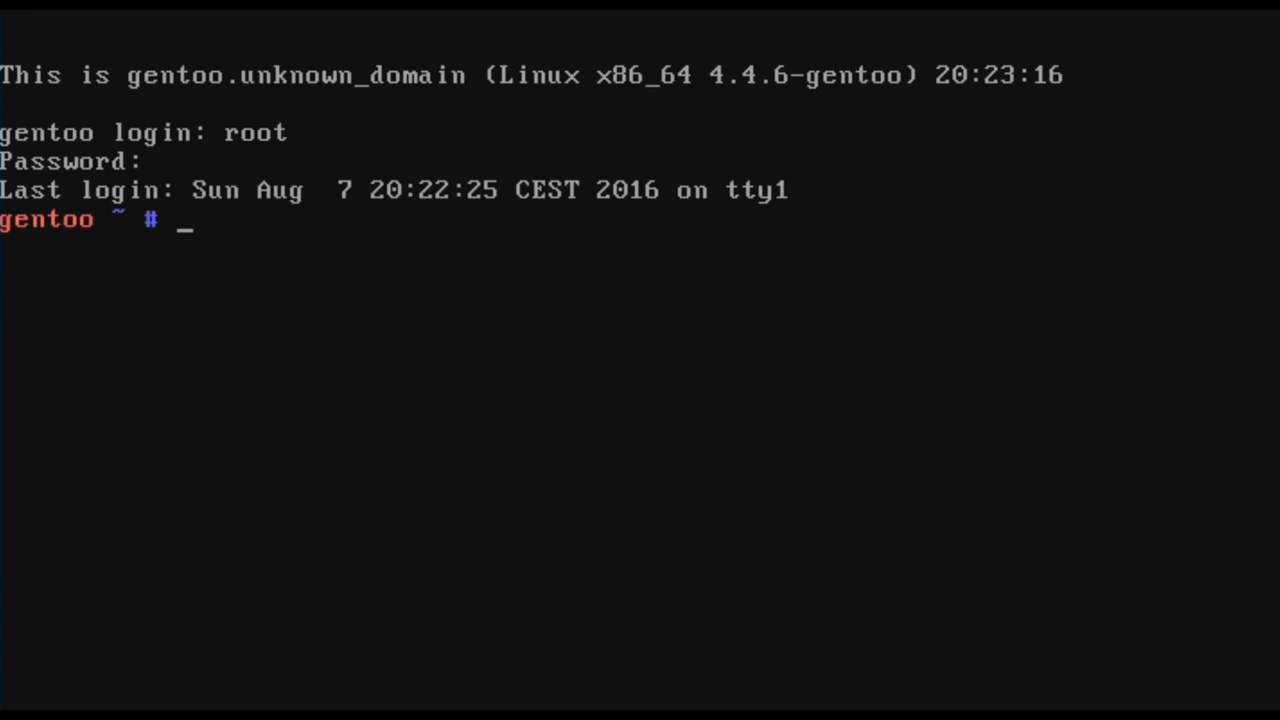 This is gentoo.unknown_domain (Linux x86_64 4.4.6-gentoo) 20:23:16
gentoo login: root
Password:
Last login: Sun Aug  7 20:22:25 CEST 2016 on tty1
gentoo ~ # _